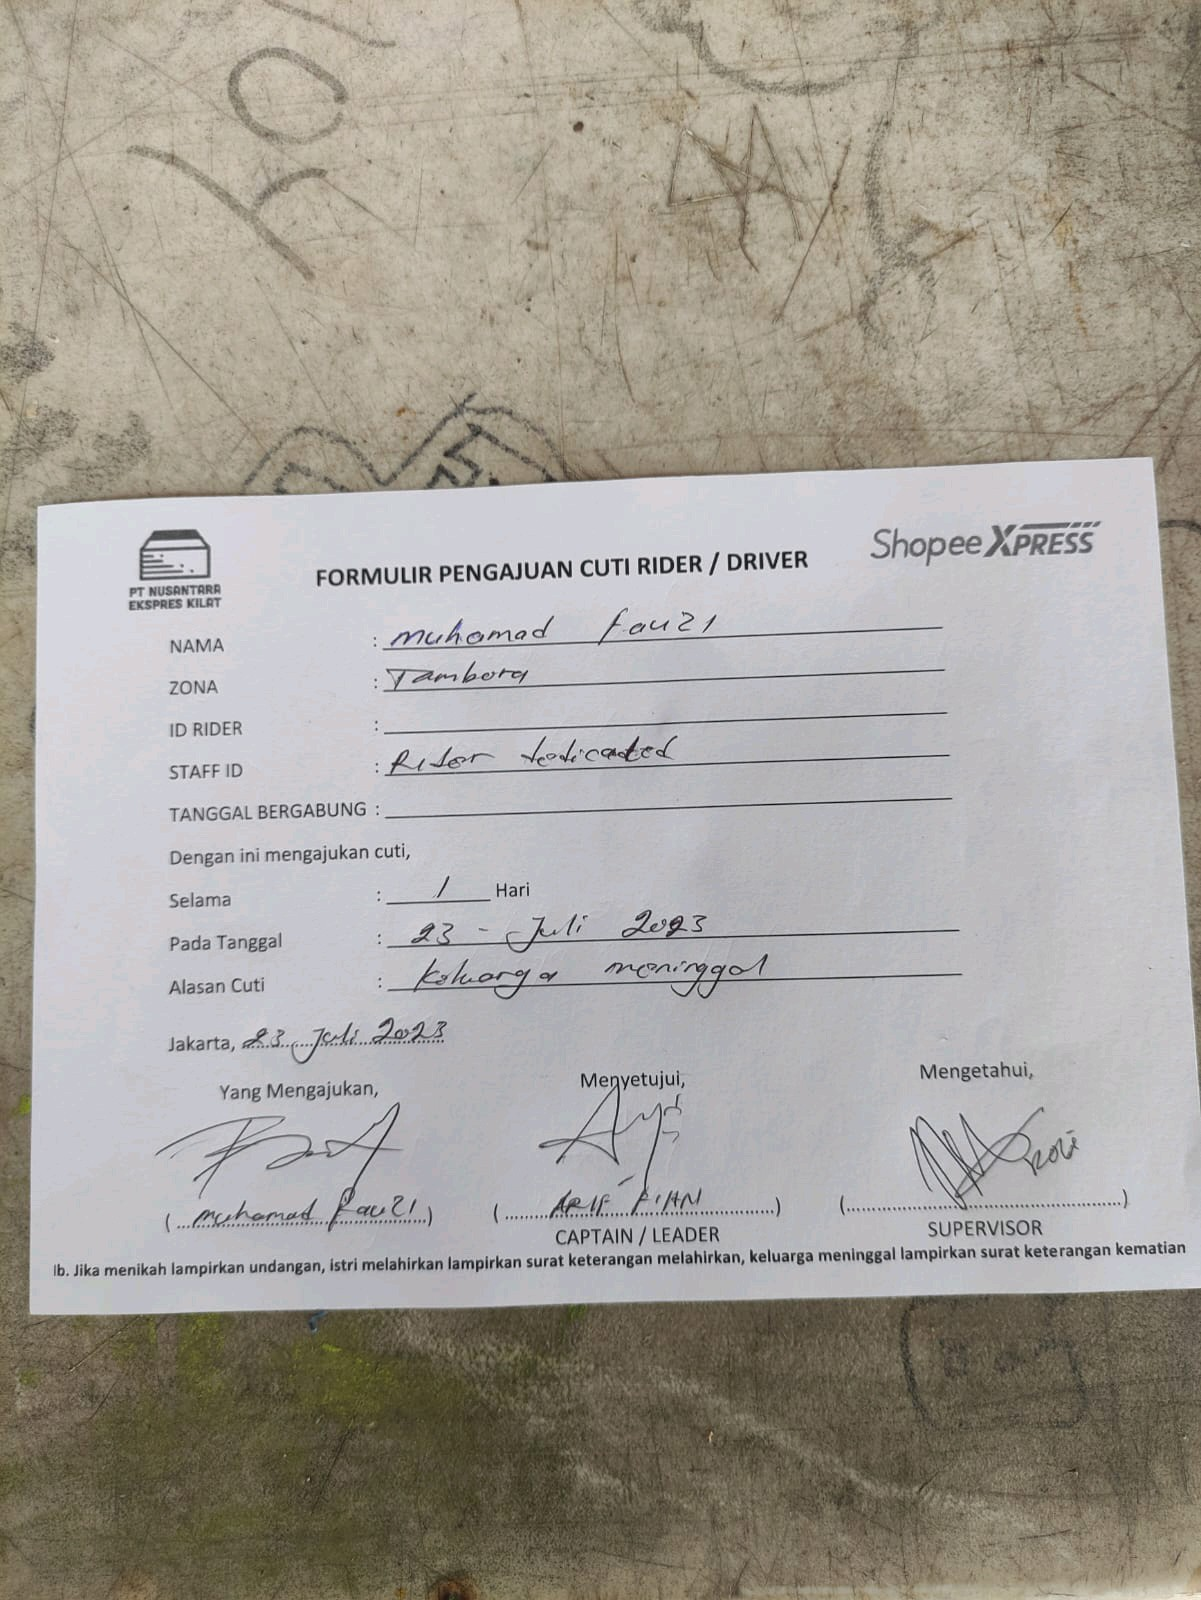 PT NUSANTARA
EKSPRES KILAT
Shopee XPRESS
FORMULIR PENGAJUAN CUTI RIDER / DRIVER
NAMA : Muhamad Fauzi
ZONA : Tambora
ID RIDER :
STAFF ID : Rider dedicated
TANGGAL BERGABUNG :
Dengan ini mengajukan cuti,
Selama : 1 Hari
Pada Tanggal : 23 - Juli 2023
Alasan Cuti : Keluarga meninggal
Jakarta, 23 Juli 2023
Yang Mengajukan, Menyetujui, Mengetahui,
(Muhamad Fauzi) (ARIF) (....)
CAPTAIN / LEADER SUPERVISOR
Ib. Jika menikah lampirkan undangan, istri melahirkan lampirkan surat keterangan melahirkan, keluarga meninggal lampirkan surat keterangan kematian